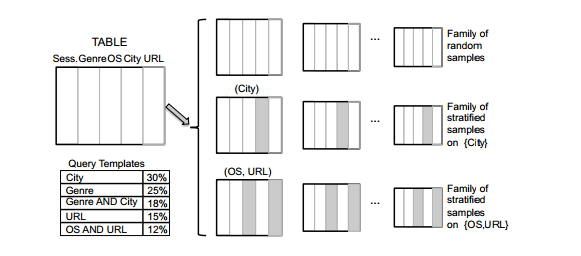 TABLE
Sess. Genre OS City URL
Query Templates
City 30%
Genre 25%
Genre AND City 18%
URL 15%
OS AND URL 12%
...
Family of
random
samples
(City)
...
Family of
stratified
samples
on {City}
(OS, URL)
...
Family of
stratified
samples
on {OS,URL}